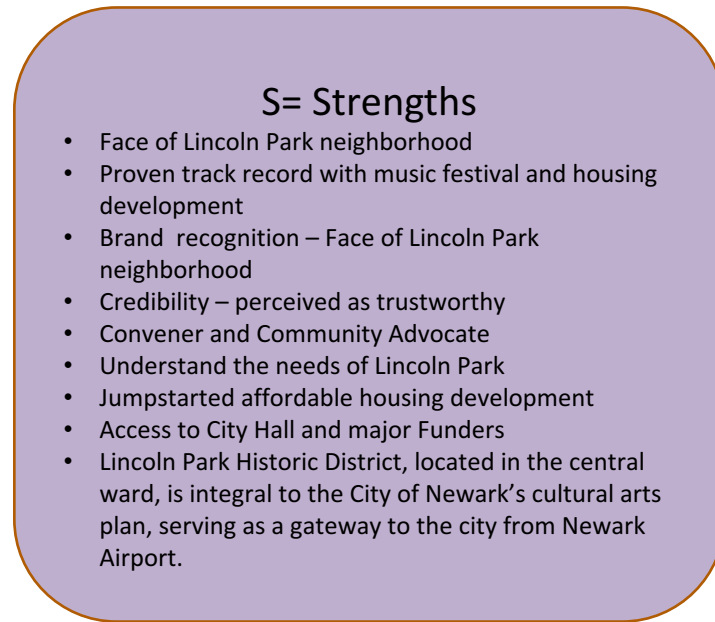 S= Strengths
• Face of Lincoln Park neighborhood
• Proven track record with music festival and housing
development
• Brand  recognition – Face of Lincoln Park
neighborhood
• Credibility – perceived as trustworthy
• Convener and Community Advocate
• Understand the needs of Lincoln Park
• Jumpstarted affordable housing development
• Access to City Hall and major Funders
• Lincoln Park Historic District, located in the central
ward, is integral to the City of Newark’s cultural arts
plan, serving as a gateway to the city from Newark
Airport.